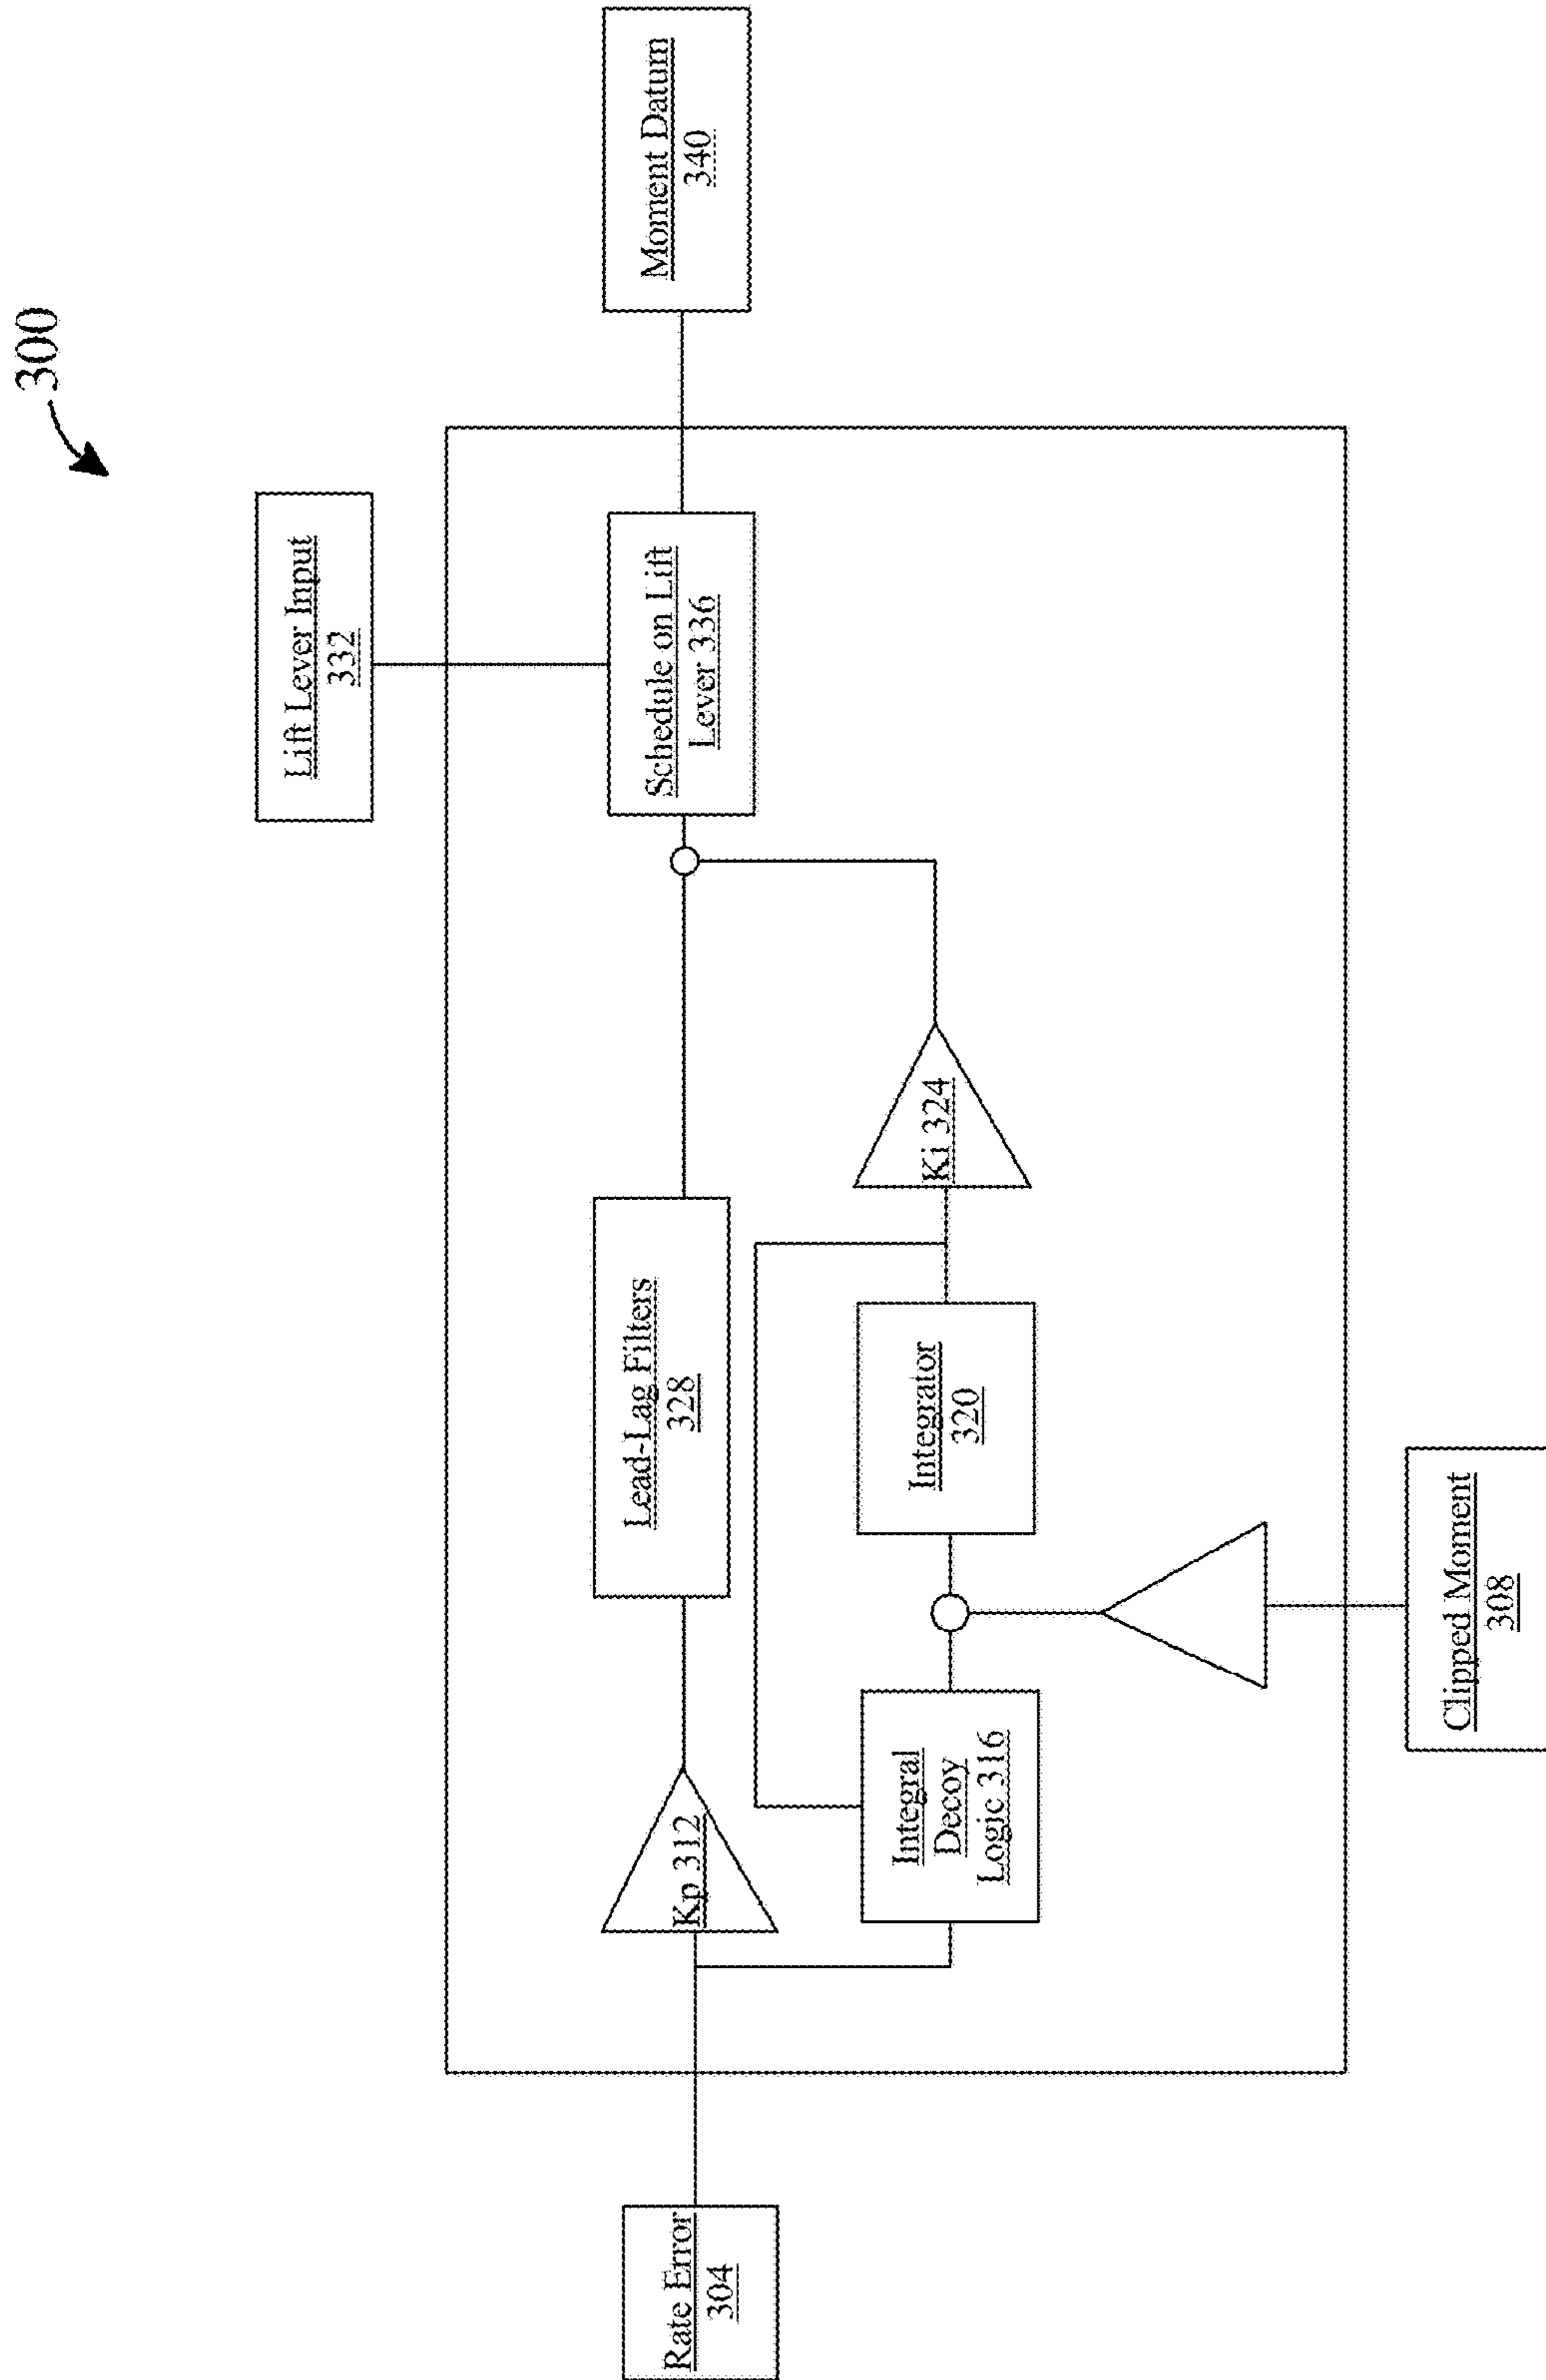 300
Lift Lever Input
332
Moment Datum
340
Schedule on Lift
Lever 336
Lead-Lag Filters
328
Kp 312
Rate Error
304
Integral
Decoy
Logic 316
Integrator
320
Ki 324
Clipped Moment
308